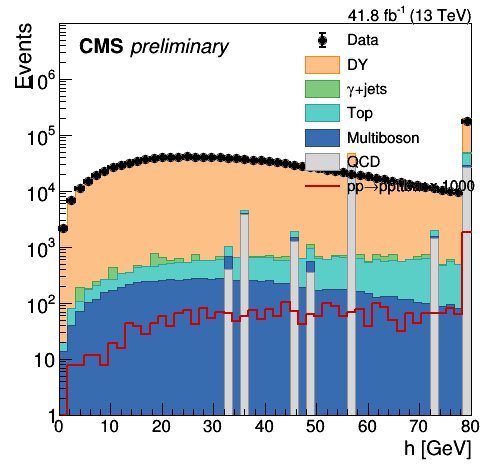 41.8 fb⁻¹ (13 TeV)
CMS preliminary
Events
Data
DY
γ+jets
Top
Multiboson
QCD
1000
10⁶
10⁵
10⁴
10³
10²
10
1
0 10 20 30 40 50 60 70 80
h [GeV]